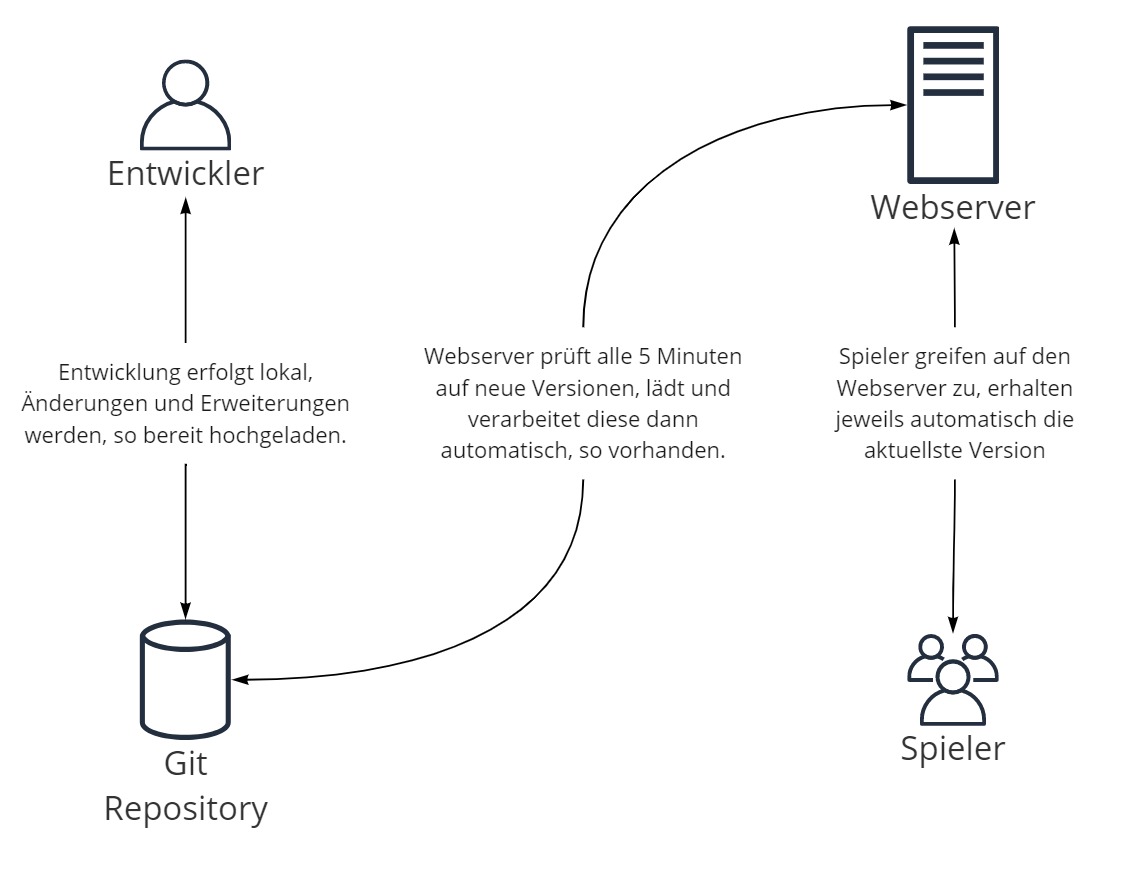 Entwickler
Webserver
Entwicklung erfolgt lokal,
Änderungen und Erweiterungen
werden, so bereit hochgeladen.
Webserver prüft alle 5 Minuten
auf neue Versionen, lädt und
verarbeitet diese dann
automatisch, so vorhanden.
Spieler greifen auf den
Webserver zu, erhalten
jeweils automatisch die
aktuellste Version
Git
Repository
Spieler